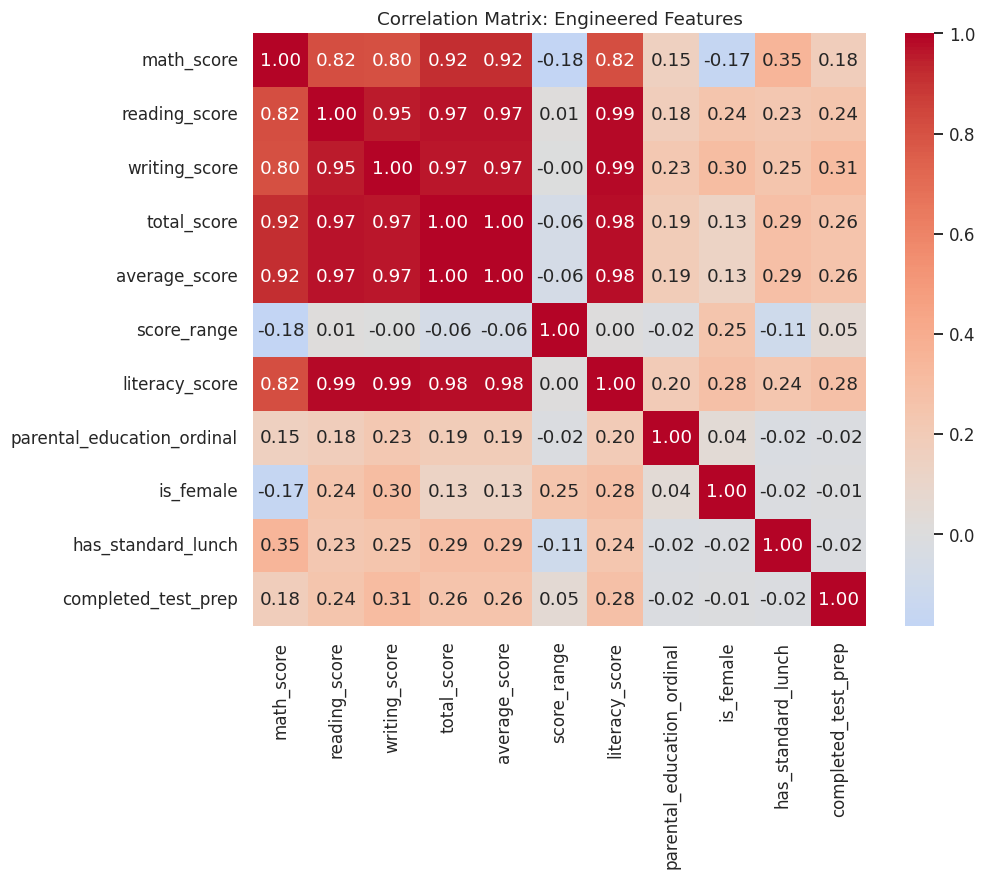 Correlation Matrix: Engineered Features
math_score 1.00 0.82 0.80 0.92 0.92 -0.18 0.82 0.15 -0.17 0.35 0.18
reading_score 0.82 1.00 0.95 0.97 0.97 0.01 0.99 0.18 0.24 0.23 0.24
writing_score 0.80 0.95 1.00 0.97 0.97 -0.00 0.99 0.23 0.30 0.25 0.31
total_score 0.92 0.97 0.97 1.00 1.00 -0.06 0.98 0.19 0.13 0.29 0.26
average_score 0.92 0.97 0.97 1.00 1.00 -0.06 0.98 0.19 0.13 0.29 0.26
score_range -0.18 0.01 -0.00 -0.06 -0.06 1.00 0.00 -0.02 0.25 -0.11 0.05
literacy_score 0.82 0.99 0.99 0.98 0.98 0.00 1.00 0.20 0.28 0.24 0.28
parental_education_ordinal 0.15 0.18 0.23 0.19 0.19 -0.02 0.20 1.00 0.04 -0.02 -0.02
is_female -0.17 0.24 0.30 0.13 0.13 0.25 0.28 0.04 1.00 -0.02 -0.01
has_standard_lunch 0.35 0.23 0.25 0.29 0.29 -0.11 0.24 -0.02 -0.02 1.00 -0.02
completed_test_prep 0.18 0.24 0.31 0.26 0.26 0.05 0.28 -0.02 -0.01 -0.02 1.00
math_score
reading_score
writing_score
total_score
average_score
score_range
literacy_score
parental_education_ordinal
is_female
has_standard_lunch
completed_test_prep
1.0
0.8
0.6
0.4
0.2
0.0